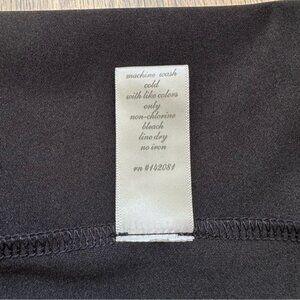 machine wash
cold
with like colors
only
non-chlorine
bleach
line dry
no iron
rn #142081